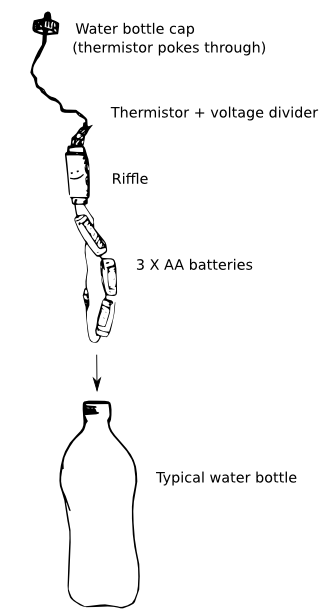 Water bottle cap
(thermistor pokes through)
Thermistor + voltage divider
Riffle
3 X AA batteries
Typical water bottle